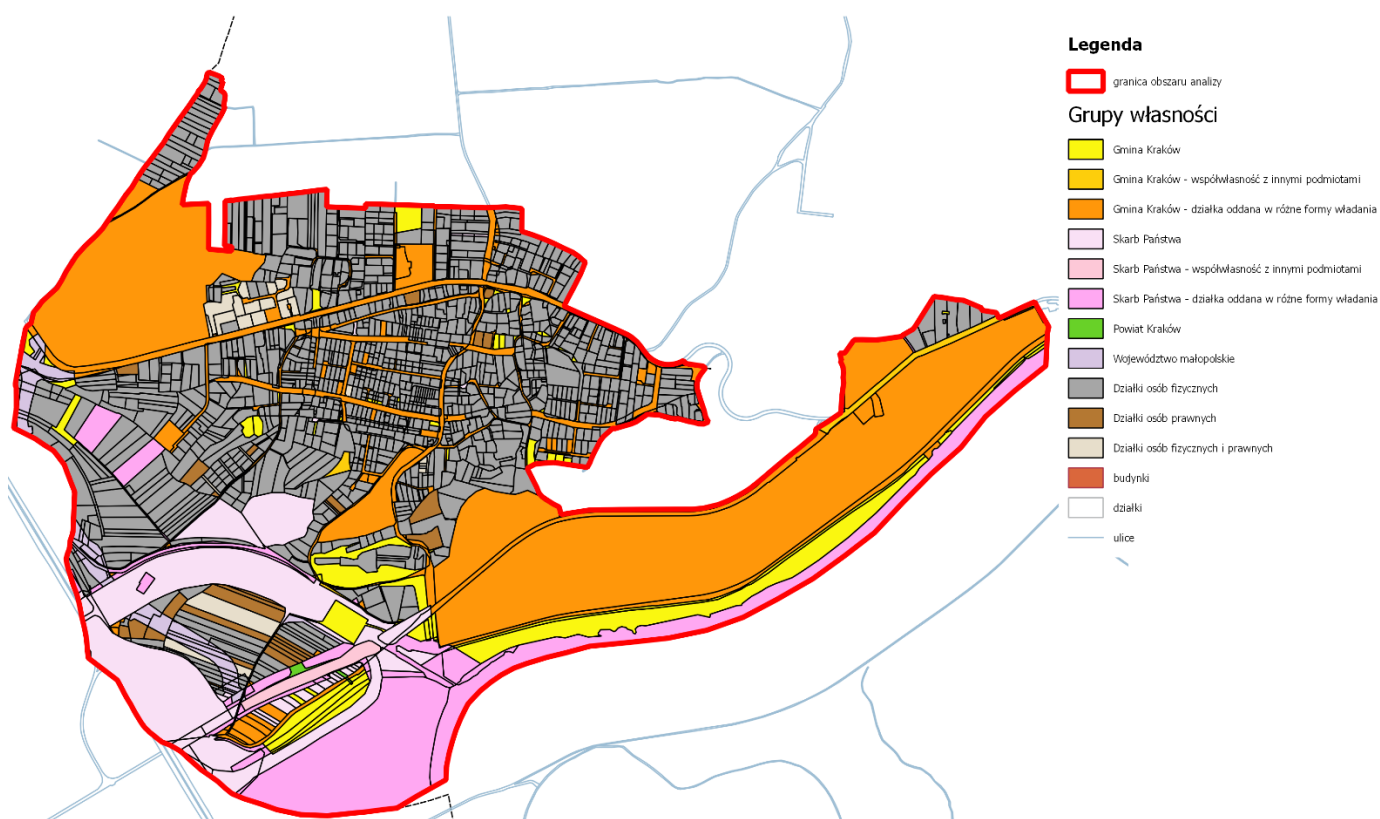 Legenda
granica obszaru analizy
Grupy własności
Gmina Kraków
Gmina Kraków - współwłasność z innymi podmiotami
Gmina Kraków - działka oddana w różne formy władania
Skarb Państwa
Skarb Państwa - współwłasność z innymi podmiotami
Skarb Państwa - działka oddana w różne formy władania
Powiat Kraków
Województwo małopolskie
Działki osób fizycznych
Działki osób prawnych
Działki osób fizycznych i prawnych
budynki
działki
ulice